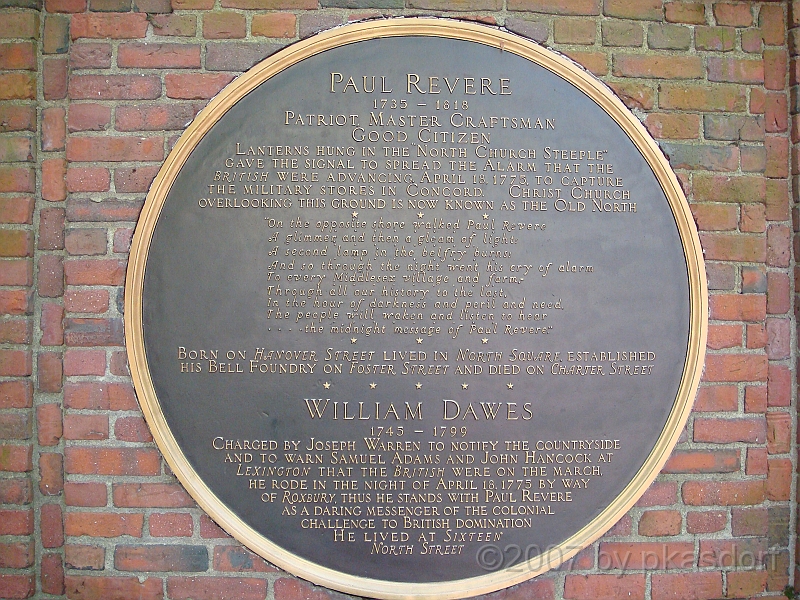 PAUL REVERE
1735 – 1818
PATRIOT, MASTER CRAFTSMAN
GOOD CITIZEN
LANTERNS HUNG IN THE "NORTH CHURCH STEEPLE"
GAVE THE SIGNAL TO SPREAD THE ALARM THAT THE
BRITISH WERE ADVANCING, APRIL 18, 1775, TO CAPTURE
THE MILITARY STORES IN CONCORD CHRIST CHURCH
OVERLOOKING THIS GROUND IS NOW KNOWN AS THE OLD NORTH
"On the opposite shore walked Paul Revere
A glimmer, and then a gleam of light.
A second lamp in the belfry burns.
And so through the night went his cry of alarm
To every Middlesex village and farm,-
Through all our history to the last,
In the hour of darkness and peril and need,
The people will waken and listen to hear
. . . . the midnight message of Paul Revere."
BORN ON HANOVER STREET LIVED IN NORTH SQUARE, ESTABLISHED
HIS BELL FOUNDRY ON FOSTER STREET AND DIED ON CHARTER STREET
WILLIAM DAWES
1745 – 1799
CHARGED BY JOSEPH WARREN TO NOTIFY THE COUNTRYSIDE
AND TO WARN SAMUEL ADAMS AND JOHN HANCOCK AT
LEXINGTON THAT THE BRITISH WERE ON THE MARCH,
HE RODE IN THE NIGHT OF APRIL 18, 1775 BY WAY
OF ROXBURY, THUS HE STANDS WITH PAUL REVERE
AS A DARING MESSENGER OF THE COLONIAL
CHALLENGE TO BRITISH DOMINATION
HE LIVED AT SIXTEEN
NORTH STREET
©2007 by pkasdorf